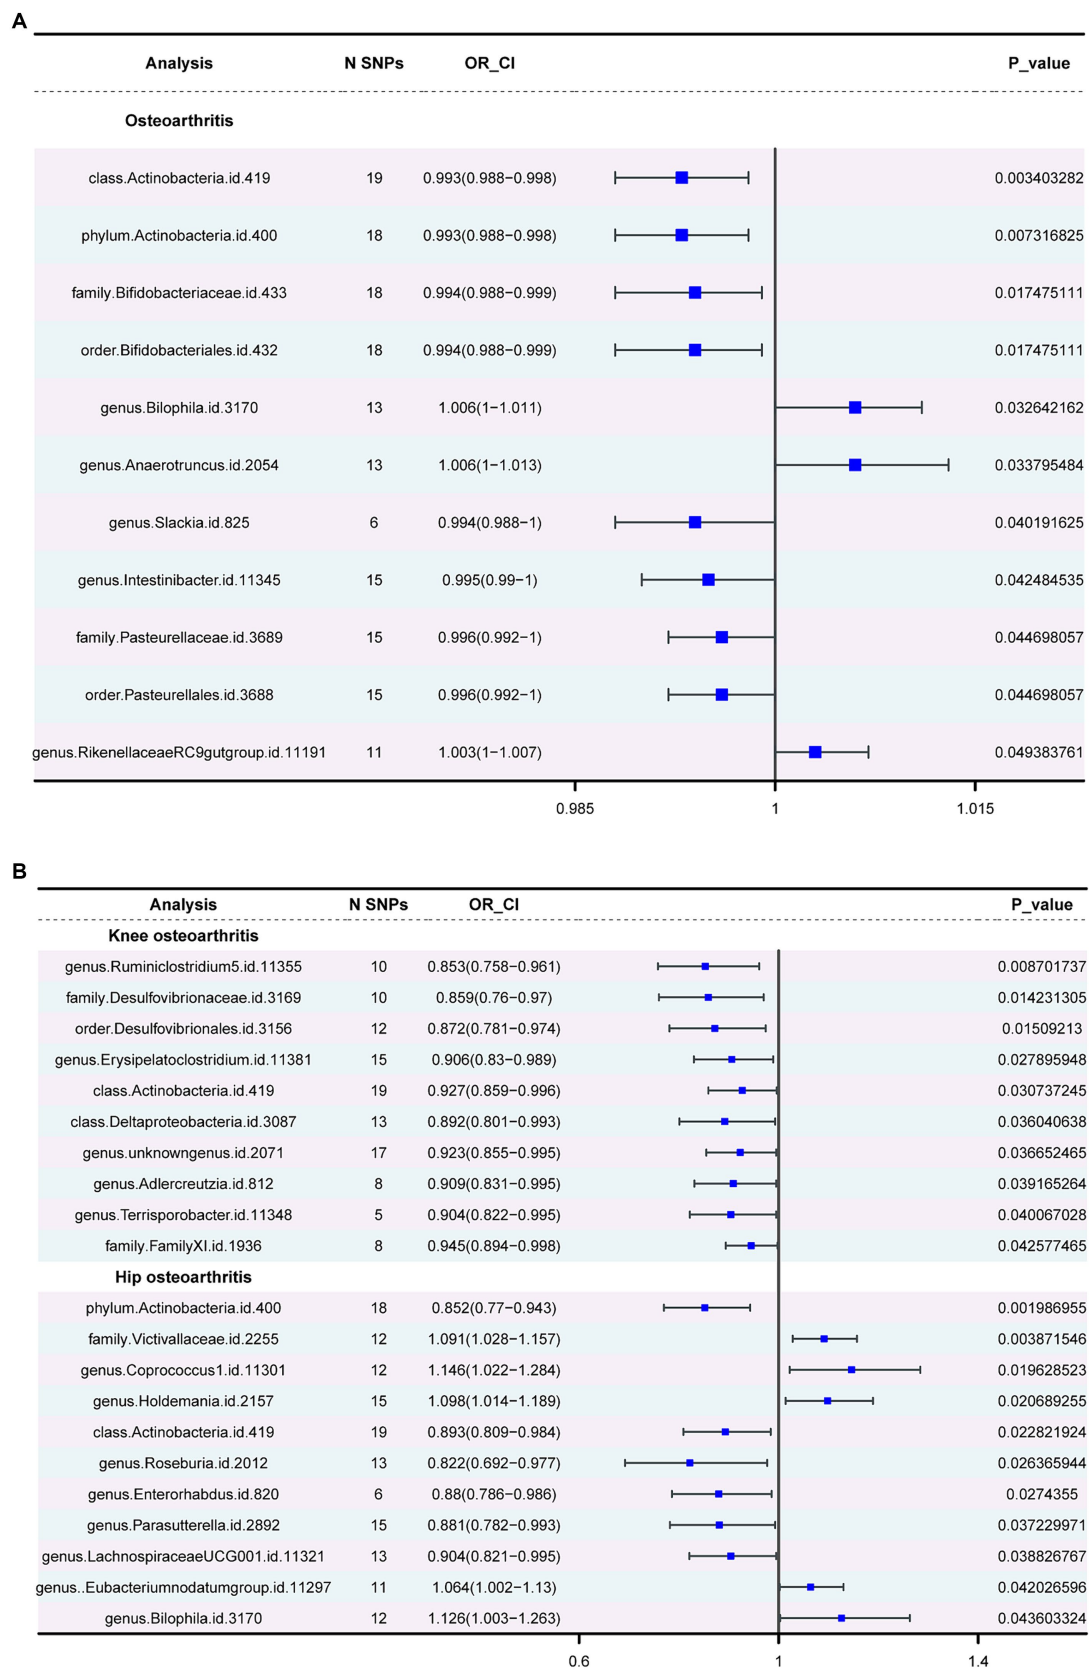 A
Analysis N SNPs OR_CI P_value
Osteoarthritis
class.Actinobacteria.id.419 19 0.993(0.988−0.998) 0.003403282
phylum.Actinobacteria.id.400 18 0.993(0.988−0.998) 0.007316825
family.Bifidobacteriaceae.id.433 18 0.994(0.988−0.999) 0.017475111
order.Bifidobacteriales.id.432 18 0.994(0.988−0.999) 0.017475111
genus.Bilophila.id.3170 13 1.006(1−1.011) 0.032642162
genus.Anaerotruncus.id.2054 13 1.006(1−1.013) 0.033795484
genus.Slackia.id.825 6 0.994(0.988−1) 0.040191625
genus.Intestinibacter.id.11345 15 0.995(0.99−1) 0.042484535
family.Pasteurellaceae.id.3689 15 0.996(0.992−1) 0.044698057
order.Pasteurellales.id.3688 15 0.996(0.992−1) 0.044698057
genus.RikenellaceaeRC9gutgroup.id.11191 11 1.003(1−1.007) 0.049383761
0.985 1 1.015
B
Analysis N SNPs OR_CI P_value
Knee osteoarthritis
genus.Ruminiclostridium5.id.11355 10 0.853(0.758−0.961) 0.008701737
family.Desulfovibrionaceae.id.3169 10 0.859(0.76−0.97) 0.014231305
order.Desulfovibrionales.id.3156 12 0.872(0.781−0.974) 0.01509213
genus.Erysipelatoclostridium.id.11381 15 0.906(0.83−0.989) 0.027895948
class.Actinobacteria.id.419 19 0.927(0.859−0.996) 0.030737245
class.Deltaproteobacteria.id.3087 13 0.892(0.801−0.993) 0.036040638
genus.unknowngenus.id.2071 17 0.923(0.855−0.995) 0.036652465
genus.Adlercreutzia.id.812 8 0.909(0.831−0.995) 0.039165264
genus.Terrisporobacter.id.11348 5 0.904(0.822−0.995) 0.040067028
family.FamilyXI.id.1936 8 0.945(0.894−0.998) 0.042577465
Hip osteoarthritis
phylum.Actinobacteria.id.400 18 0.852(0.77−0.943) 0.001986955
family.Victivallaceae.id.2255 12 1.091(1.028−1.157) 0.003871546
genus.Coprococcus1.id.11301 12 1.146(1.022−1.284) 0.019628523
genus.Holdemania.id.2157 15 1.098(1.014−1.189) 0.020689255
class.Actinobacteria.id.419 19 0.893(0.809−0.984) 0.022821924
genus.Roseburia.id.2012 13 0.822(0.692−0.977) 0.026365944
genus.Enterorhabdus.id.820 6 0.88(0.786−0.986) 0.0274355
genus.Parasutterella.id.2892 15 0.881(0.782−0.993) 0.037229971
genus.LachnospiraceaeUCG001.id.11321 13 0.904(0.821−0.995) 0.038826767
genus..Eubacteriumnodatumgroup.id.11297 11 1.064(1.002−1.13) 0.042026596
genus.Bilophila.id.3170 12 1.126(1.003−1.263) 0.043603324
0.6 1 1.4